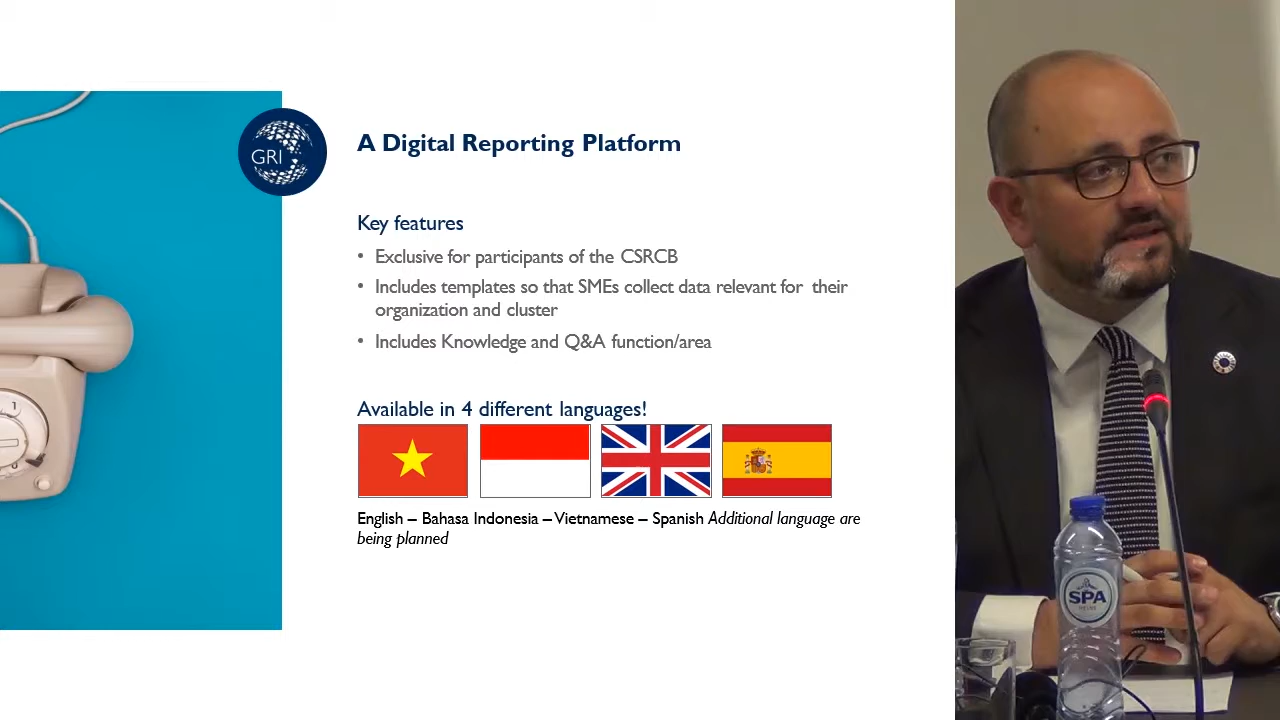 GRI
A Digital Reporting Platform
Key features
• Exclusive for participants of the CSRCB
• Includes templates so that SMEs collect data relevant for their
organization and cluster
• Includes Knowledge and Q&A function/area
Available in 4 different languages!
English – Bahasa Indonesia – Vietnamese – Spanish Additional language are
being planned
1
SPA